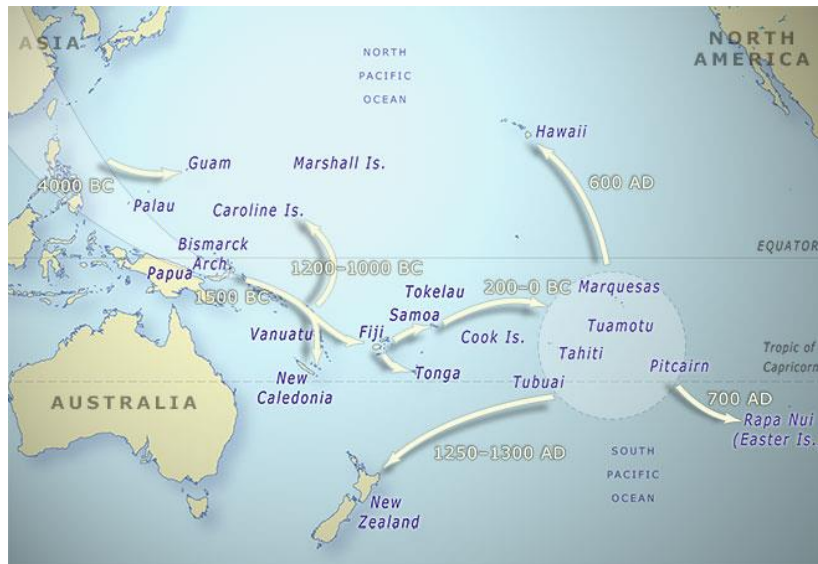 ASIA
NORTH
AMERICA
NORTH
PACIFIC
OCEAN
Hawaii
Guam
Marshall Is.
4000 BC
600 AD
Palau
Caroline Is.
Bismarck
Arch.
EQUATOR
Papua
1200-1000 BC
1500 BC
Tokelau
200-0 BC
Marquesas
Samoa
Vanuatu
Fiji
Cook Is.
Tuamotu
Tahiti
Tropic of
Capricorn
Pitcairn
Tonga
New
Caledonia
Tubuai
AUSTRALIA
700 AD
Rapa Nui
(Easter Is.
1250-1300 AD
SOUTH
PACIFIC
OCEAN
New
Zealand